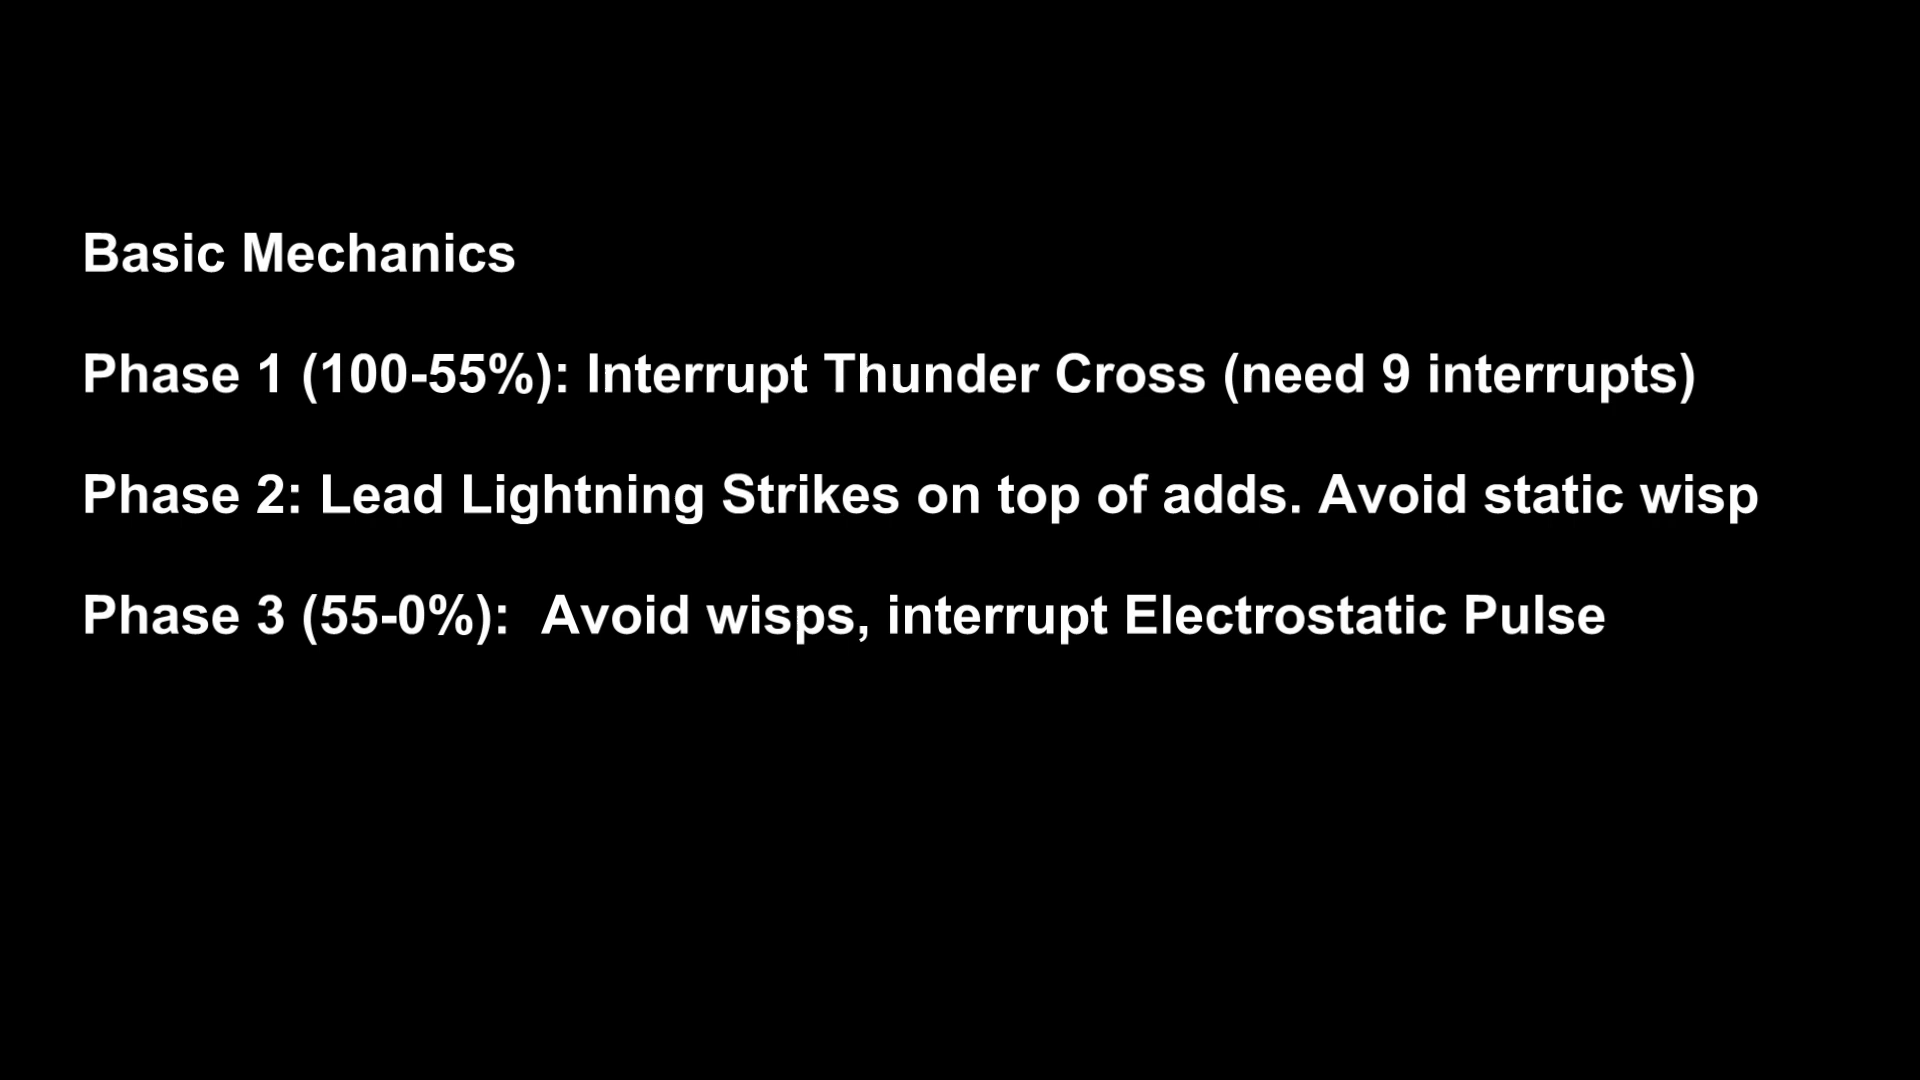 Basic Mechanics
Phase 1 (100-55%): Interrupt Thunder Cross (need 9 interrupts)
Phase 2: Lead Lightning Strikes on top of adds. Avoid static wisp
Phase 3 (55-0%):  Avoid wisps, interrupt Electrostatic Pulse